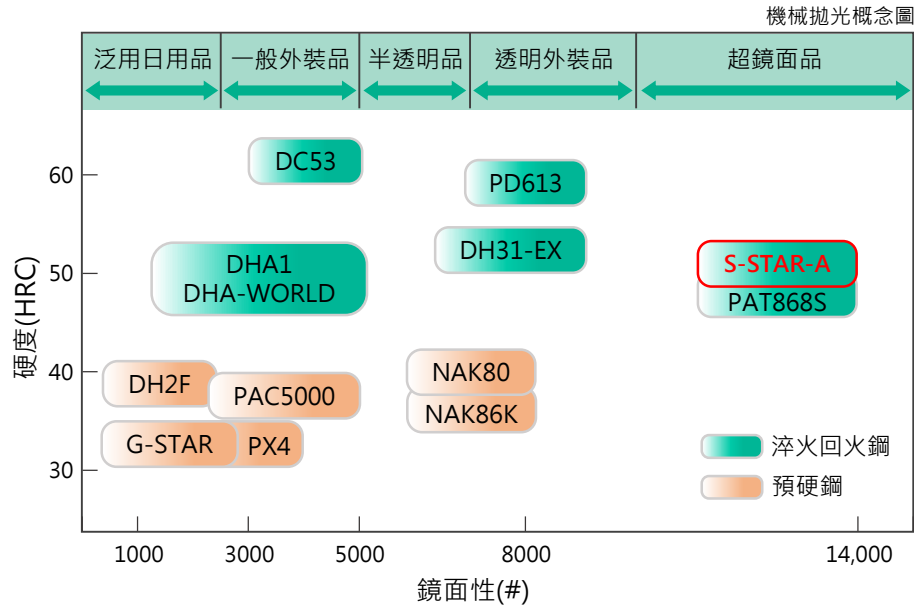 機械拋光概念圖
泛用日用品
一般外裝品
半透明品
透明外裝品
超鏡面品
硬度(HRC)
60
50
40
30
DC53
PD613
DHA1
DHA-WORLD
DH31-EX
S-STAR-A
PAT868S
DH2F
PAC5000
NAK80
NAK86K
G-STAR
PX4
淬火回火鋼
預硬鋼
1000
3000
5000
8000
14,000
鏡面性(#)